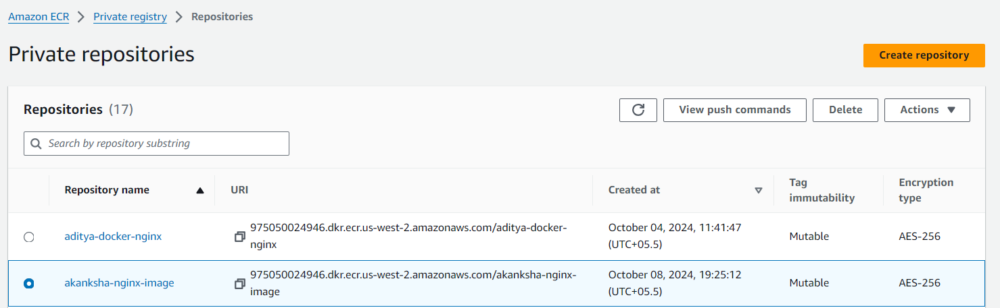 Amazon ECR > Private registry > Repositories
Private repositories
Create repository
Repositories (17)
View push commands
Delete
Actions
Search by repository substring
Repository name
URI
Created at
Tag
immutability
Encryption
type
aditya-docker-nginx
975050024946.dkr.ecr.us-west-2.amazonaws.com/aditya-docker-
nginx
October 04, 2024, 11:41:47
(UTC+05.5)
Mutable
AES-256
akanksha-nginx-image
975050024946.dkr.ecr.us-west-2.amazonaws.com/akanksha-nginx-
image
October 08, 2024, 19:25:12
(UTC+05.5)
Mutable
AES-256